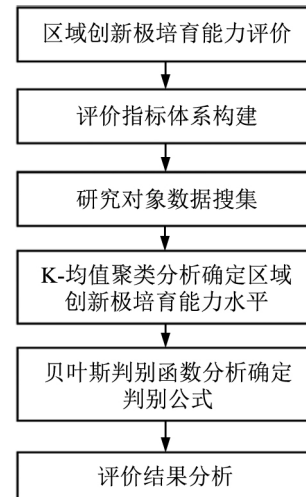 区域创新极培育能力评价
评价指标体系构建
研究对象数据搜集
K-均值聚类分析确定区域
创新极培育能力水平
贝叶斯判别函数分析确定
判别公式
评价结果分析